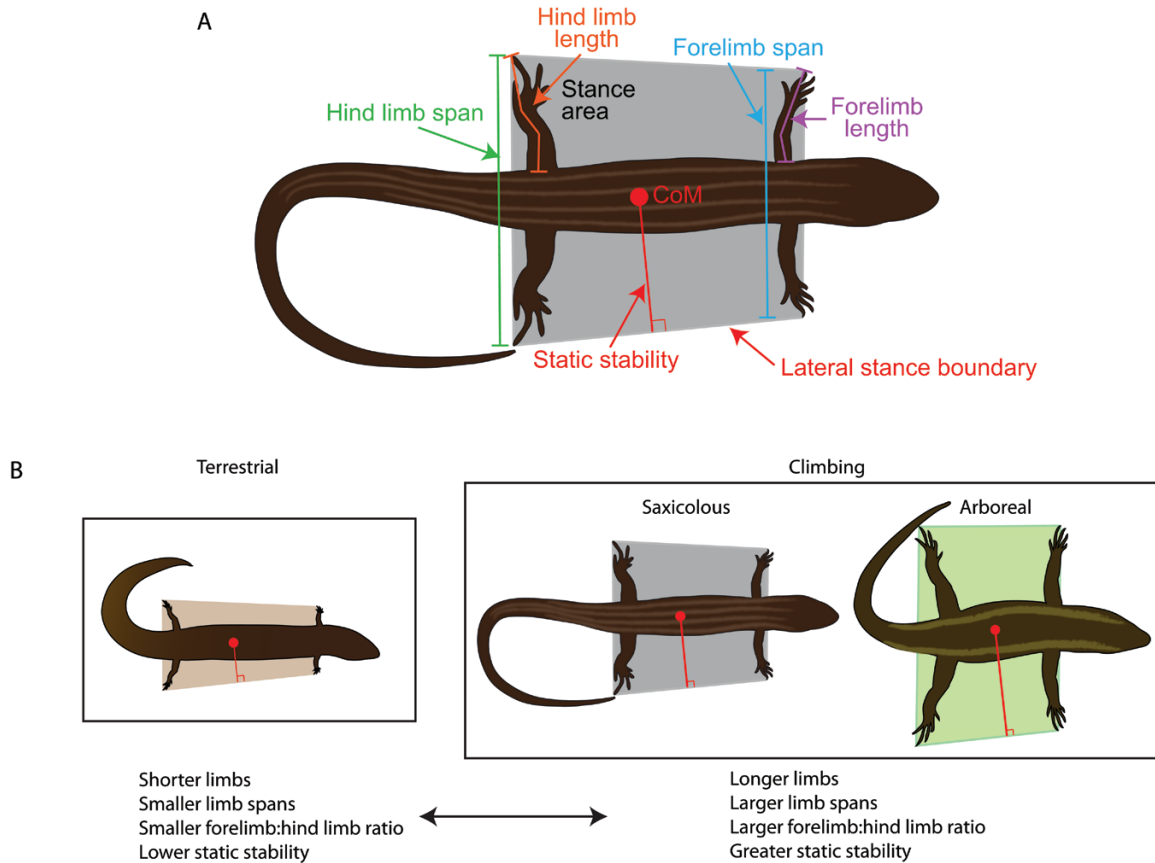 A
Hind limb
length
Forelimb span
Stance
area
Hind limb span
Forelimb
length
CoM
Static stability
Lateral stance boundary
B
Terrestrial
Climbing
Saxicolous
Arboreal
Shorter limbs
Smaller limb spans
Smaller forelimb:hind limb ratio
Lower static stability
Longer limbs
Larger limb spans
Larger forelimb:hind limb ratio
Greater static stability